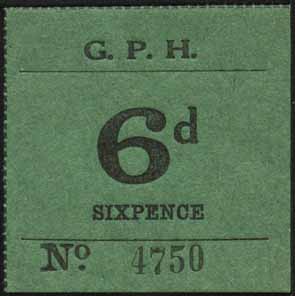 G. P. H.
6d
SIXPENCE
Nº 4750